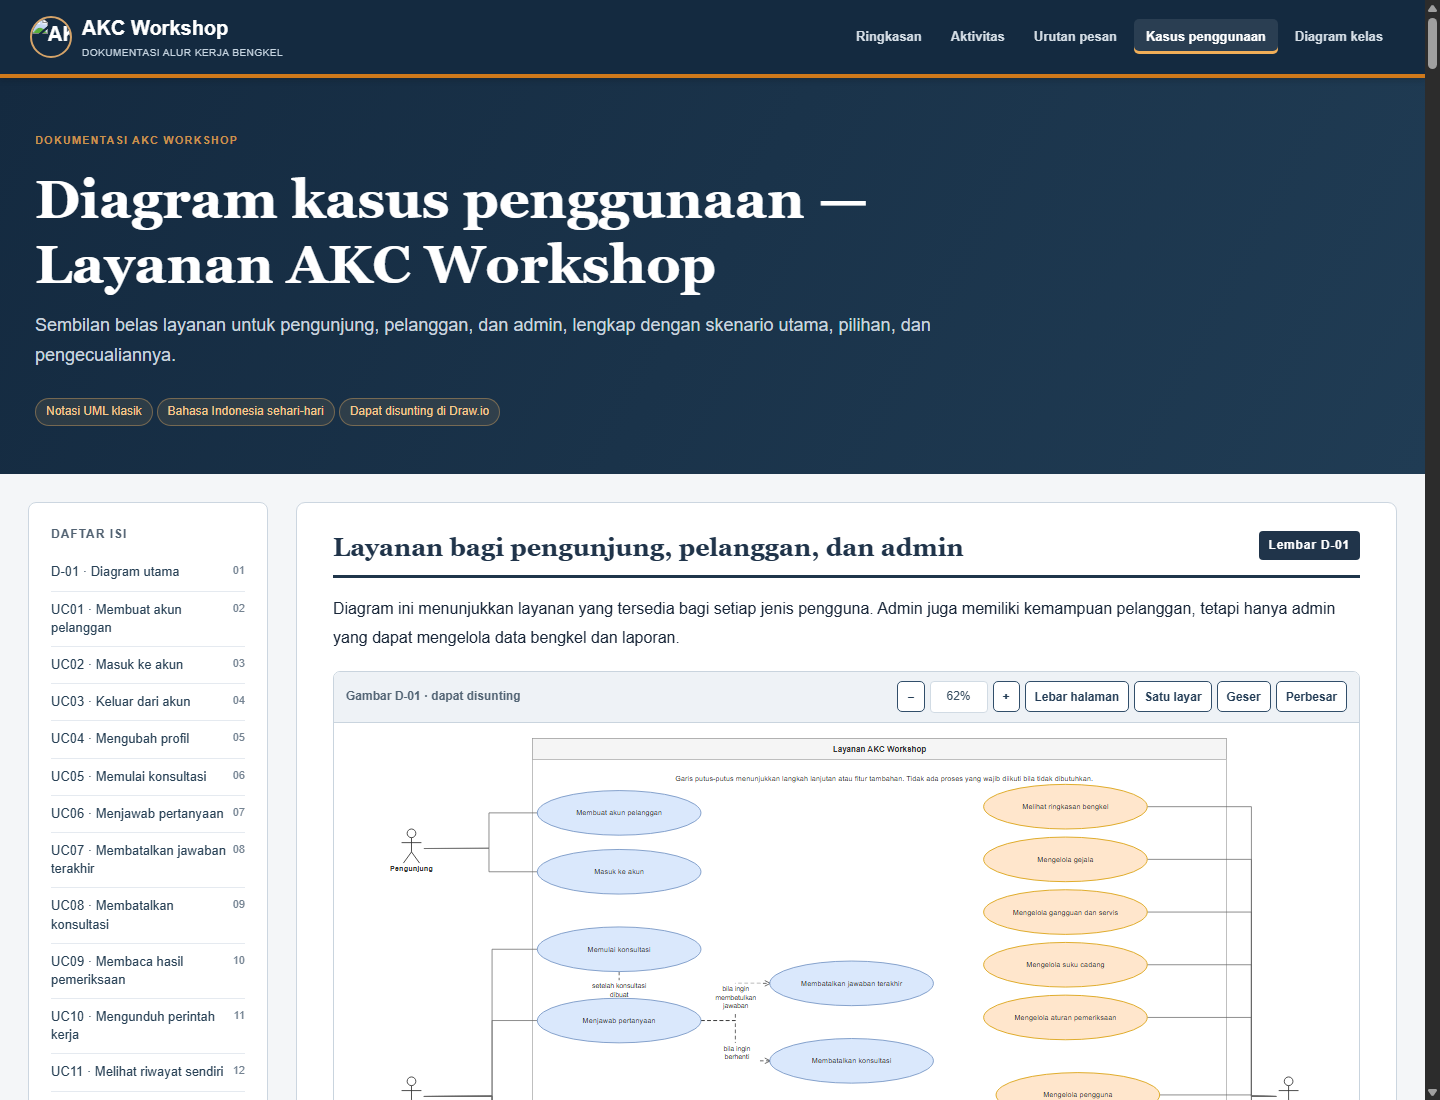 AKC Workshop
DOKUMENTASI ALUR KERJA BENGKEL
Ringkasan
Aktivitas
Urutan pesan
Kasus penggunaan
Diagram kelas
DOKUMENTASI AKC WORKSHOP
Diagram kasus penggunaan —
Layanan AKC Workshop
Sembilan belas layanan untuk pengunjung, pelanggan, dan admin, lengkap dengan skenario utama, pilihan, dan
pengecualiannya.
Notasi UML klasik
Bahasa Indonesia sehari-hari
Dapat disunting di Draw.io
DAFTAR ISI
D-01 · Diagram utama 01
UC01 · Membuat akun 02
pelanggan
UC02 · Masuk ke akun 03
UC03 · Keluar dari akun 04
UC04 · Mengubah profil 05
UC05 · Memulai konsultasi 06
UC06 · Menjawab pertanyaan 07
UC07 · Membatalkan jawaban 08
terakhir
UC08 · Membatalkan 09
konsultasi
UC09 · Membaca hasil 10
pemeriksaan
UC10 · Mengunduh perintah 11
kerja
UC11 · Melihat riwayat sendiri 12
Layanan bagi pengunjung, pelanggan, dan admin
Lembar D-01
Diagram ini menunjukkan layanan yang tersedia bagi setiap jenis pengguna. Admin juga memiliki kemampuan pelanggan, tetapi hanya admin
yang dapat mengelola data bengkel dan laporan.
Gambar D-01 · dapat disunting
–
62%
+
Lebar halaman
Satu layar
Geser
Perbesar
Layanan AKC Workshop
Garis putus-putus menunjukkan langkah lanjutan atau fitur tambahan. Tidak ada proses yang wajib diikuti bila tidak dibutuhkan.
Pengunjung
Membuat akun pelanggan
Masuk ke akun
Memulai konsultasi
setelah konsultasi
dibuat
Menjawab pertanyaan
bila ingin
membetulkan
jawaban
Membatalkan jawaban terakhir
bila ingin
berhenti
Membatalkan konsultasi
Melihat ringkasan bengkel
Mengelola gejala
Mengelola gangguan dan servis
Mengelola suku cadang
Mengelola aturan pemeriksaan
Mengelola pengguna